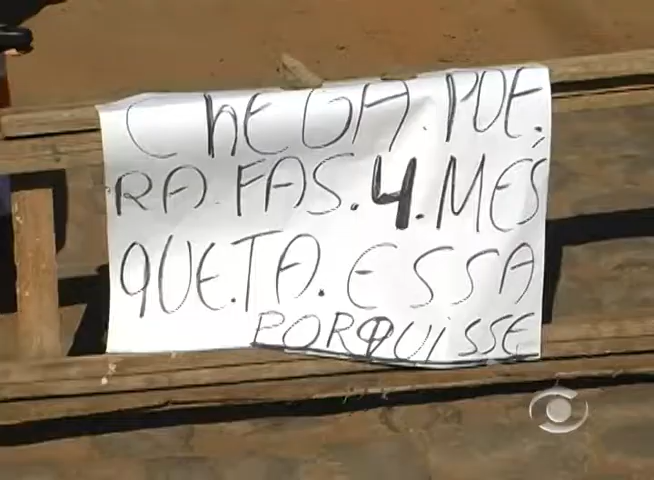 CHEGA. POE.
RA. FAS. 4. MES
QUE. TA. ESSA
PORQUISSE